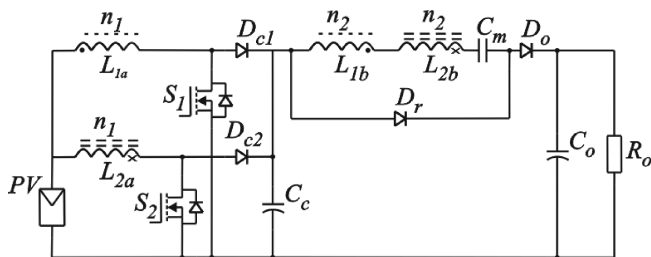 n1 n2 n2 Cm Do
Dc1
L1a L1b L2b
S1 Dr
n1 Dc2
Co Ro
PV L2a S2 Cc